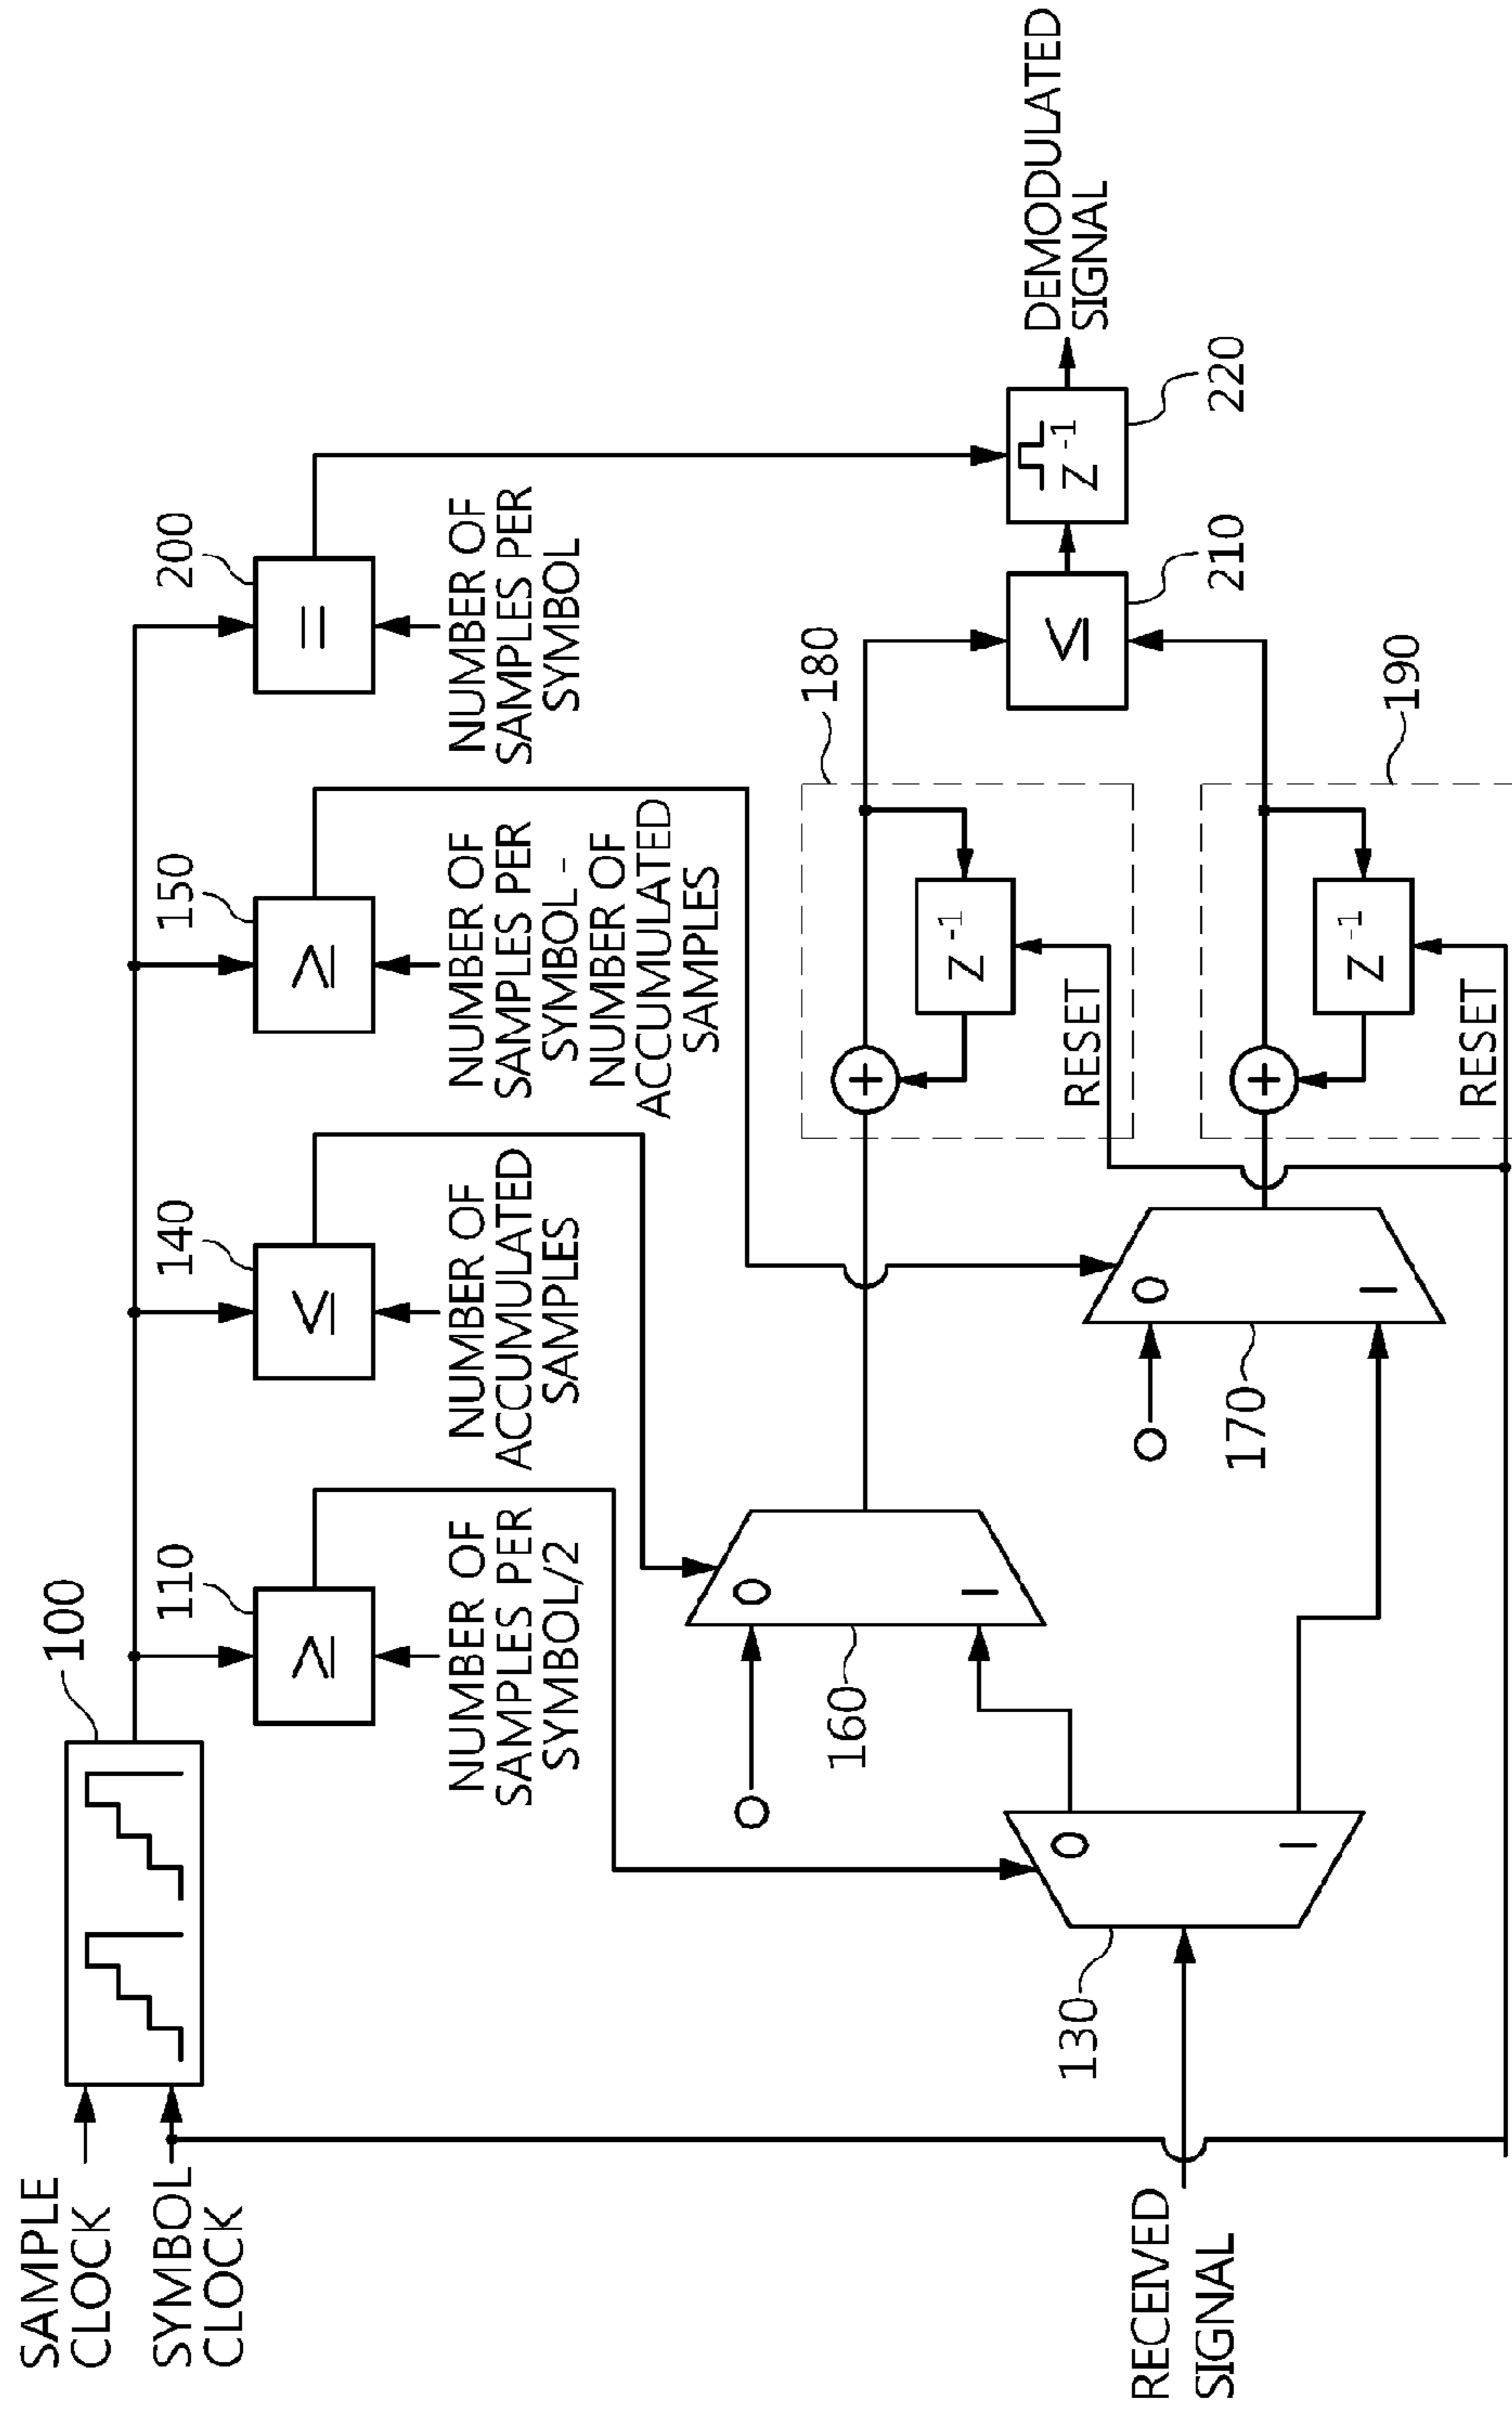 SAMPLE
CLOCK
SYMBOL
CLOCK
100
110
≥
NUMBER OF
SAMPLES PER
SYMBOL/2
140
≤
NUMBER OF
ACCUMULATED
SAMPLES
150
≥
NUMBER OF
SAMPLES PER
SYMBOL -
NUMBER OF
ACCUMULATED
SAMPLES
200
=
NUMBER OF
SAMPLES PER
SYMBOL
0
0
1
160
180
+
Z⁻¹
RESET
RECEIVED
SIGNAL
130
0
1
0
0
1
170
190
+
Z⁻¹
RESET
≤
210
Z⁻¹
220
DEMODULATED
SIGNAL